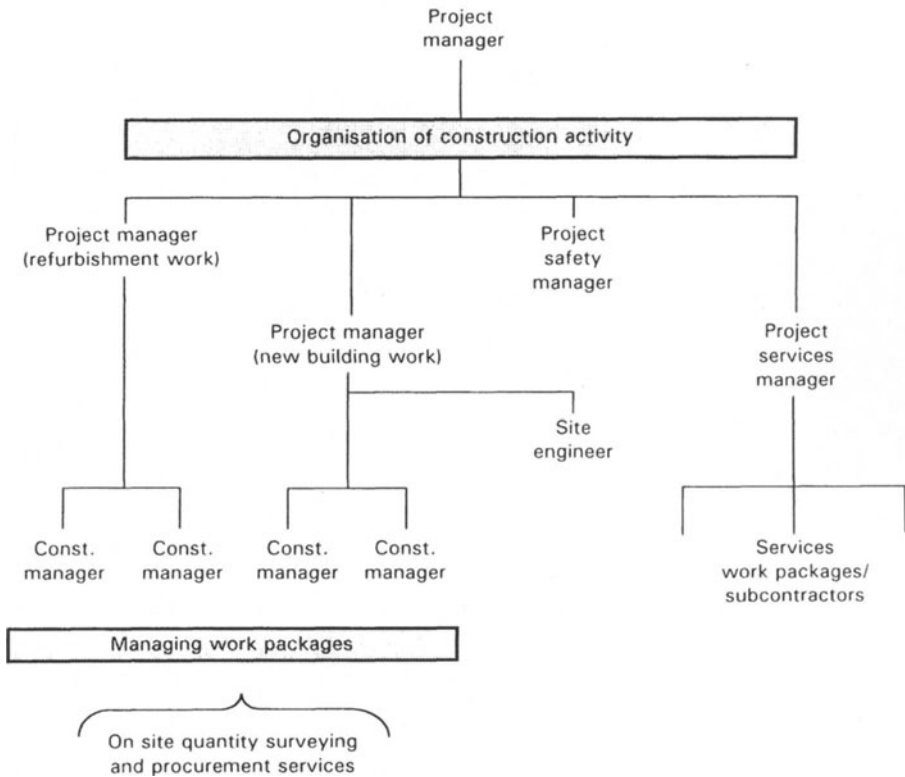 Project
manager
Organisation of construction activity
Project manager
(refurbishment work)
Project
safety
manager
Project manager
(new building work)
Project
services
manager
Site
engineer
Const.
manager
Const.
manager
Const.
manager
Const.
manager
Services
work packages/
subcontractors
Managing work packages
On site quantity surveying
and procurement services